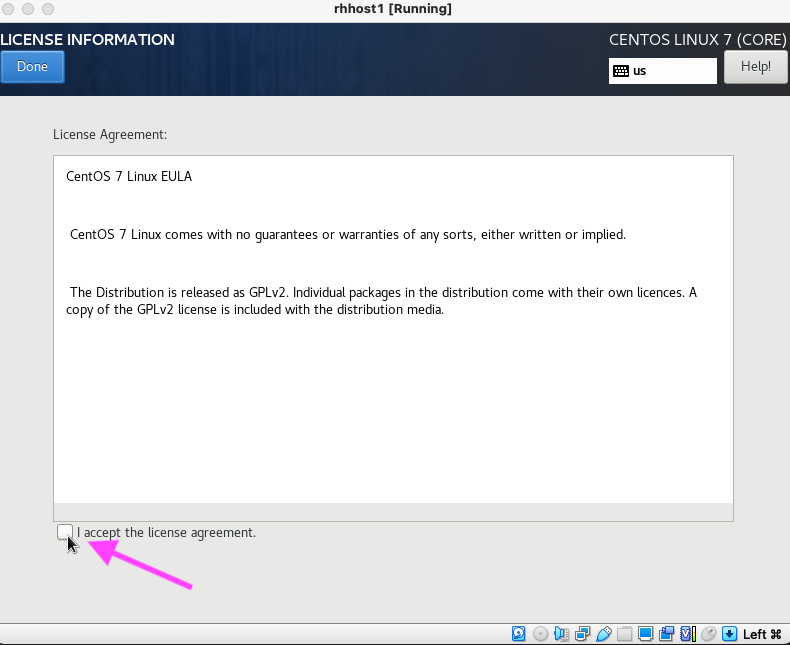 rhhost1 [Running]
LICENSE INFORMATION
CENTOS LINUX 7 (CORE)
Done
us
Help!
License Agreement:
CentOS 7 Linux EULA
CentOS 7 Linux comes with no guarantees or warranties of any sorts, either written or implied.
The Distribution is released as GPLv2. Individual packages in the distribution come with their own licences. A
copy of the GPLv2 license is included with the distribution media.
I accept the license agreement.
Left ⌘